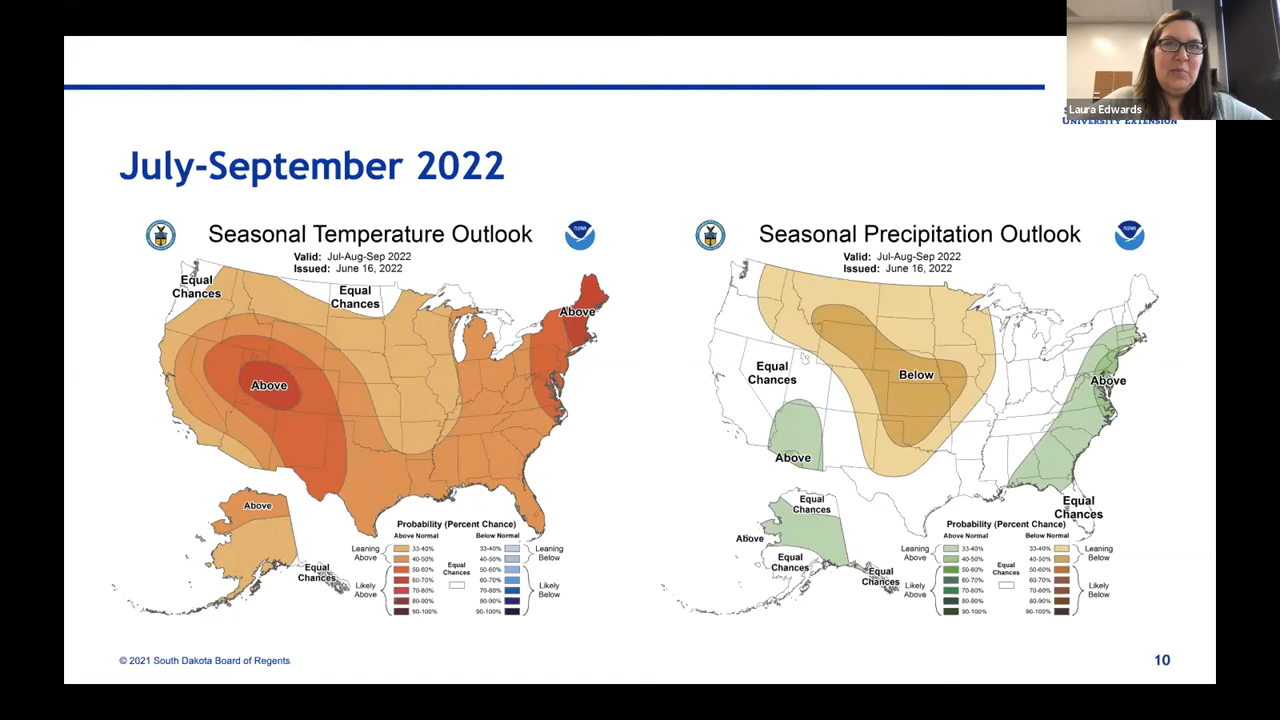 Laura Edwards
UNIVERSITY EXTENSION
July-September 2022
Seasonal Temperature Outlook
Valid: Jul-Aug-Sep 2022
Issued: June 16, 2022
Equal
Chances
Equal
Chances
Above
Above
Above
Equal
Chances
Probability (Percent Chance)
Above Normal
Below Normal
Leaning
Above
Likely
Above
33-40%
40-50%
50-60%
60-70%
70-80%
80-90%
90-100%
Equal
Chances
33-40%
40-50%
50-60%
60-70%
70-80%
80-90%
90-100%
Leaning
Below
Likely
Below
NOAA
Seasonal Precipitation Outlook
Valid: Jul-Aug-Sep 2022
Issued: June 16, 2022
Equal
Chances
Below
Above
Above
Equal
Chances
Equal
Chances
Above
Equal
Chances
Equal
Chances
Probability (Percent Chance)
Above Normal
Below Normal
Leaning
Above
Likely
Above
33-40%
40-50%
50-60%
60-70%
70-80%
80-90%
90-100%
Equal
Chances
33-40%
40-50%
50-60%
60-70%
70-80%
80-90%
90-100%
Leaning
Below
Likely
Below
NOAA
© 2021 South Dakota Board of Regents
10